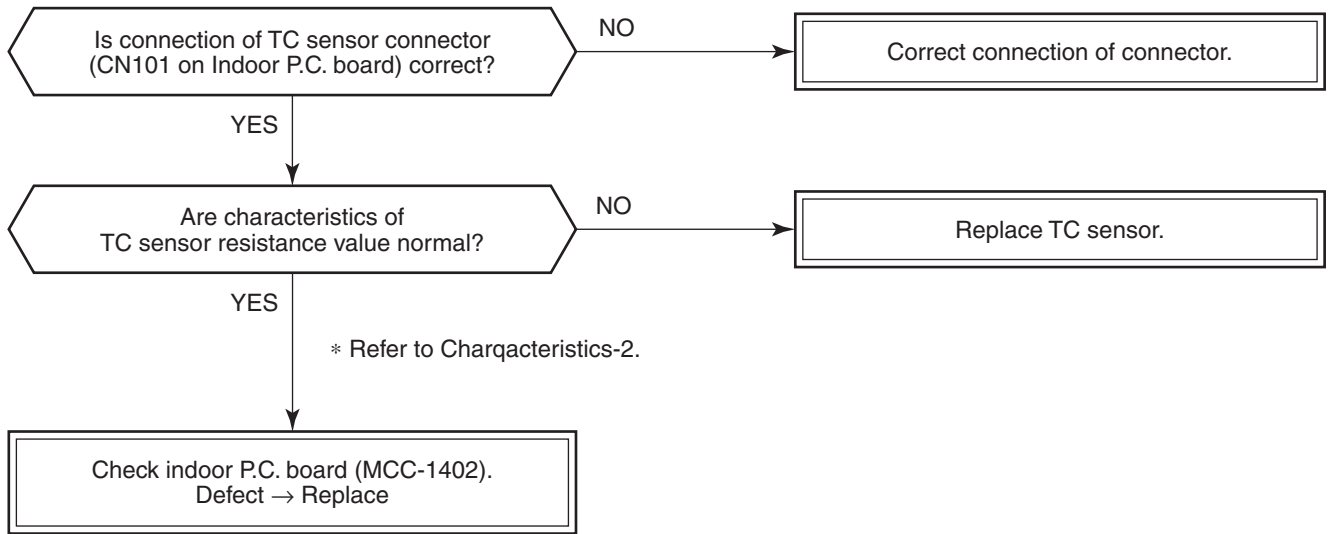 Is connection of TC sensor connector
(CN101 on Indoor P.C. board) correct?
NO
Correct connection of connector.
YES
Are characteristics of
TC sensor resistance value normal?
NO
Replace TC sensor.
YES
* Refer to Charqacteristics-2.
Check indoor P.C. board (MCC-1402).
Defect → Replace